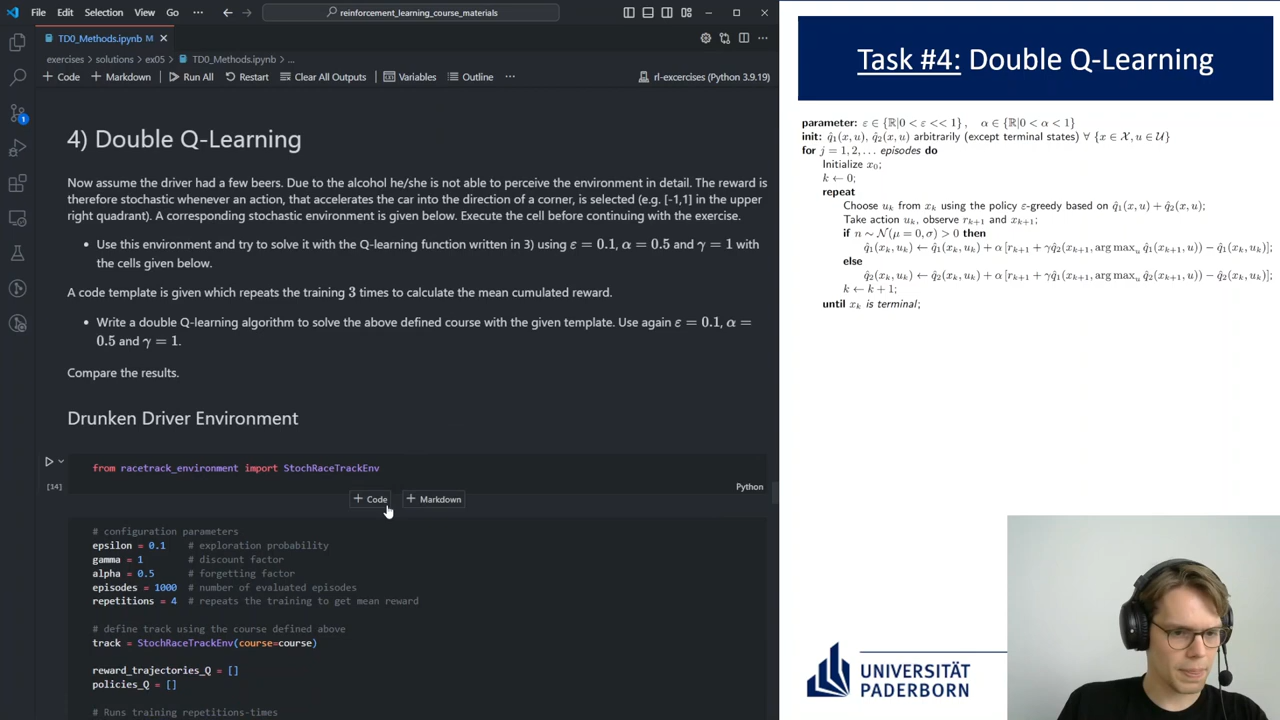 File Edit Selection View Go ··· reinforcement_learning_course_materials
TD0_Methods.ipynb
exercises > solutions > ex05 > TD0_Methods.ipynb > ...
+ Code + Markdown Run All Restart Clear All Outputs Variables Outline ··· rl-excercises (Python 3.9.19)
4) Double Q-Learning
Now assume the driver had a few beers. Due to the alcohol he/she is not able to perceive the environment in detail. The reward is
therefore stochastic whenever an action, that accelerates the car into the direction of a corner, is selected (e.g. [-1,1] in the upper
right quadrant). A corresponding stochastic environment is given below. Execute the cell before continuing with the exercise.
• Use this environment and try to solve it with the Q-learning function written in 3) using ε = 0.1, α = 0.5 and γ = 1 with
the cells given below.
A code template is given which repeats the training 3 times to calculate the mean cumulated reward.
• Write a double Q-learning algorithm to solve the above defined course with the given template. Use again ε = 0.1, α =
0.5 and γ = 1.
Compare the results.
Drunken Driver Environment
from racetrack_environment import StochRaceTrackEnv
[14]
Python
+ Code + Markdown
# configuration parameters
epsilon = 0.1 # exploration probability
gamma = 1 # discount factor
alpha = 0.5 # forgetting factor
episodes = 1000 # number of evaluated episodes
repetitions = 4 # repeats the training to get mean reward
# define track using the course defined above
track = StochRaceTrackEnv(course=course)
reward_trajectories_Q = []
policies_Q = []
# Runs training repetitions-times
1
Task #4: Double Q-Learning
parameter: ε ∈ {ℝ|0 < ε << 1}, α ∈ {ℝ|0 < α < 1}
init: q̂₁(x, u), q̂₂(x, u) arbitrarily (except terminal states) ∀ {x ∈ 𝒳, u ∈ 𝒰}
for j = 1, 2, ... episodes do
Initialize x₀;
k ← 0;
repeat
Choose uₖ from xₖ using the policy ε-greedy based on q̂₁(x, u) + q̂₂(x, u);
Take action uₖ, observe rₖ₊₁ and xₖ₊₁;
if n ∼ 𝒩(μ = 0, σ) > 0 then
q̂₁(xₖ, uₖ) ← q̂₁(xₖ, uₖ) + α [rₖ₊₁ + γq̂₂(xₖ₊₁, arg maxᵤ q̂₁(xₖ₊₁, u)) − q̂₁(xₖ, uₖ)];
else
q̂₂(xₖ, uₖ) ← q̂₂(xₖ, uₖ) + α [rₖ₊₁ + γq̂₁(xₖ₊₁, arg maxᵤ q̂₂(xₖ₊₁, u)) − q̂₂(xₖ, uₖ)];
k ← k + 1;
until xₖ is terminal;
UNIVERSITÄT
PADERBORN